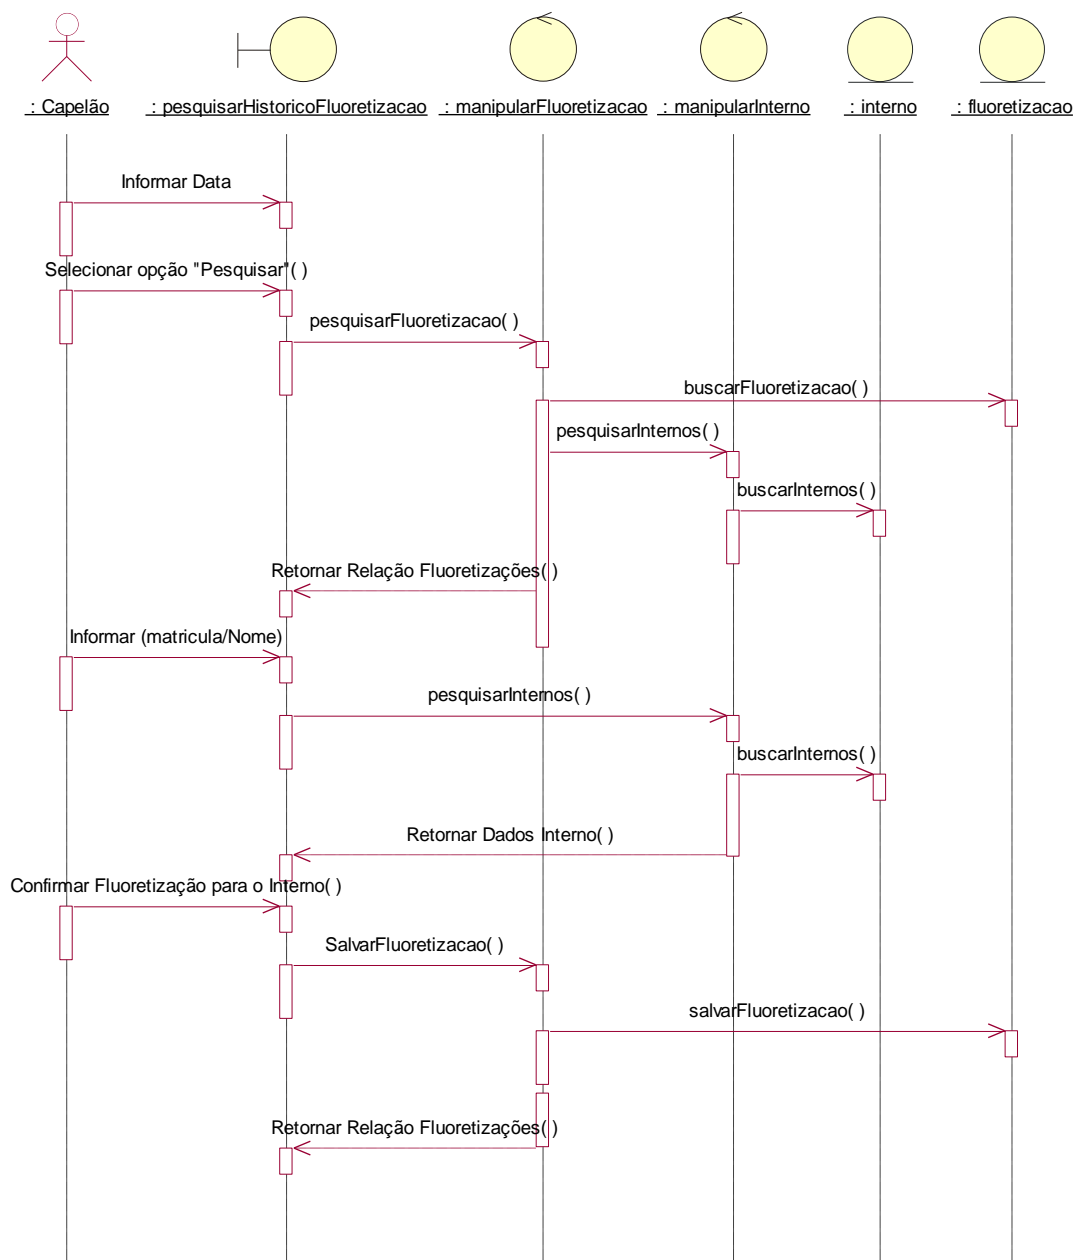 : Capelão
: pesquisarHistoricoFluoretizacao
: manipularFluoretizacao
: manipularInterno
: interno
: fluoretizacao
Informar Data
Selecionar opção "Pesquisar"( )
pesquisarFluoretizacao( )
buscarFluoretizacao( )
pesquisarInternos( )
buscarInternos( )
Retornar Relação Fluoretizações( )
Informar (matricula/Nome)
pesquisarInternos( )
buscarInternos( )
Retornar Dados Interno( )
Confirmar Fluoretização para o Interno( )
SalvarFluoretizacao( )
salvarFluoretizacao( )
Retornar Relação Fluoretizações( )